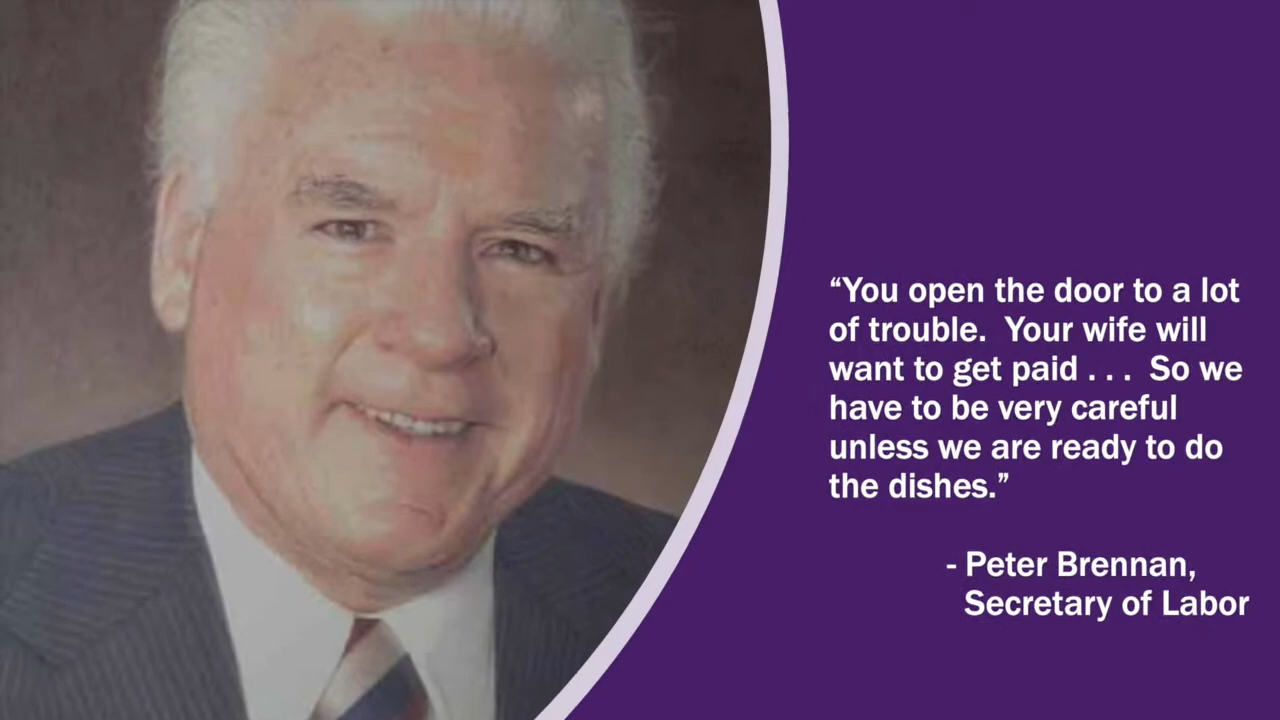 “You open the door to a lot
of trouble.  Your wife will
want to get paid . . .  So we
have to be very careful
unless we are ready to do
the dishes.”
- Peter Brennan,
Secretary of Labor